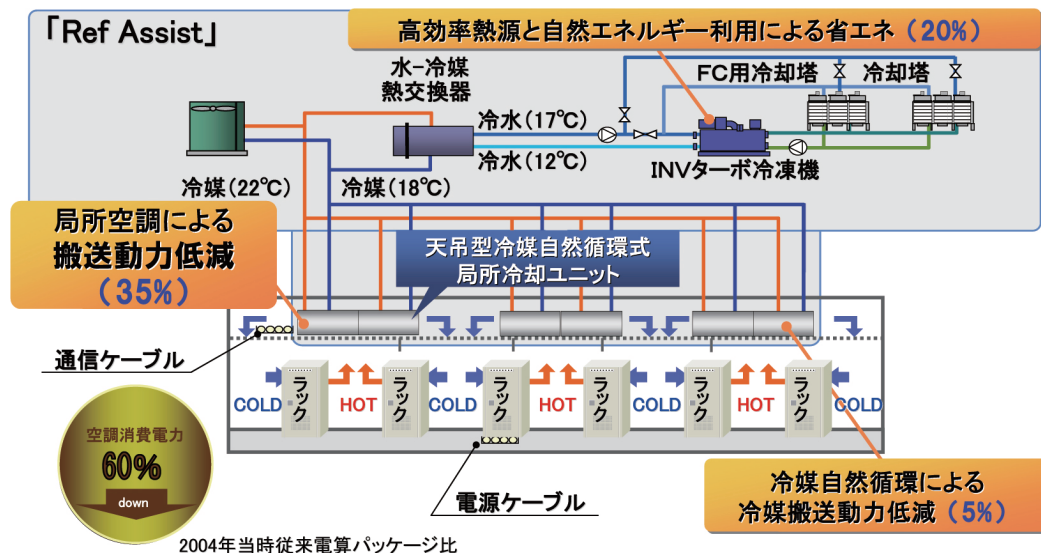 「Ref Assist」
高効率熱源と自然エネルギー利用による省エネ（20%）
水-冷媒
熱交換器
FC用冷却塔
冷却塔
冷水（17℃）
冷水（12℃）
INVターボ冷凍機
冷媒（22℃）
冷媒（18℃）
局所空調による
搬送動力低減
（35%）
天吊型冷媒自然循環式
局所冷却ユニット
通信ケーブル
ラック
ラック
ラック
ラック
ラック
ラック
COLD
HOT
COLD
HOT
COLD
HOT
COLD
空調消費電力
60%
down
電源ケーブル
冷媒自然循環による
冷媒搬送動力低減（5%）
2004年当時従来電算パッケージ比